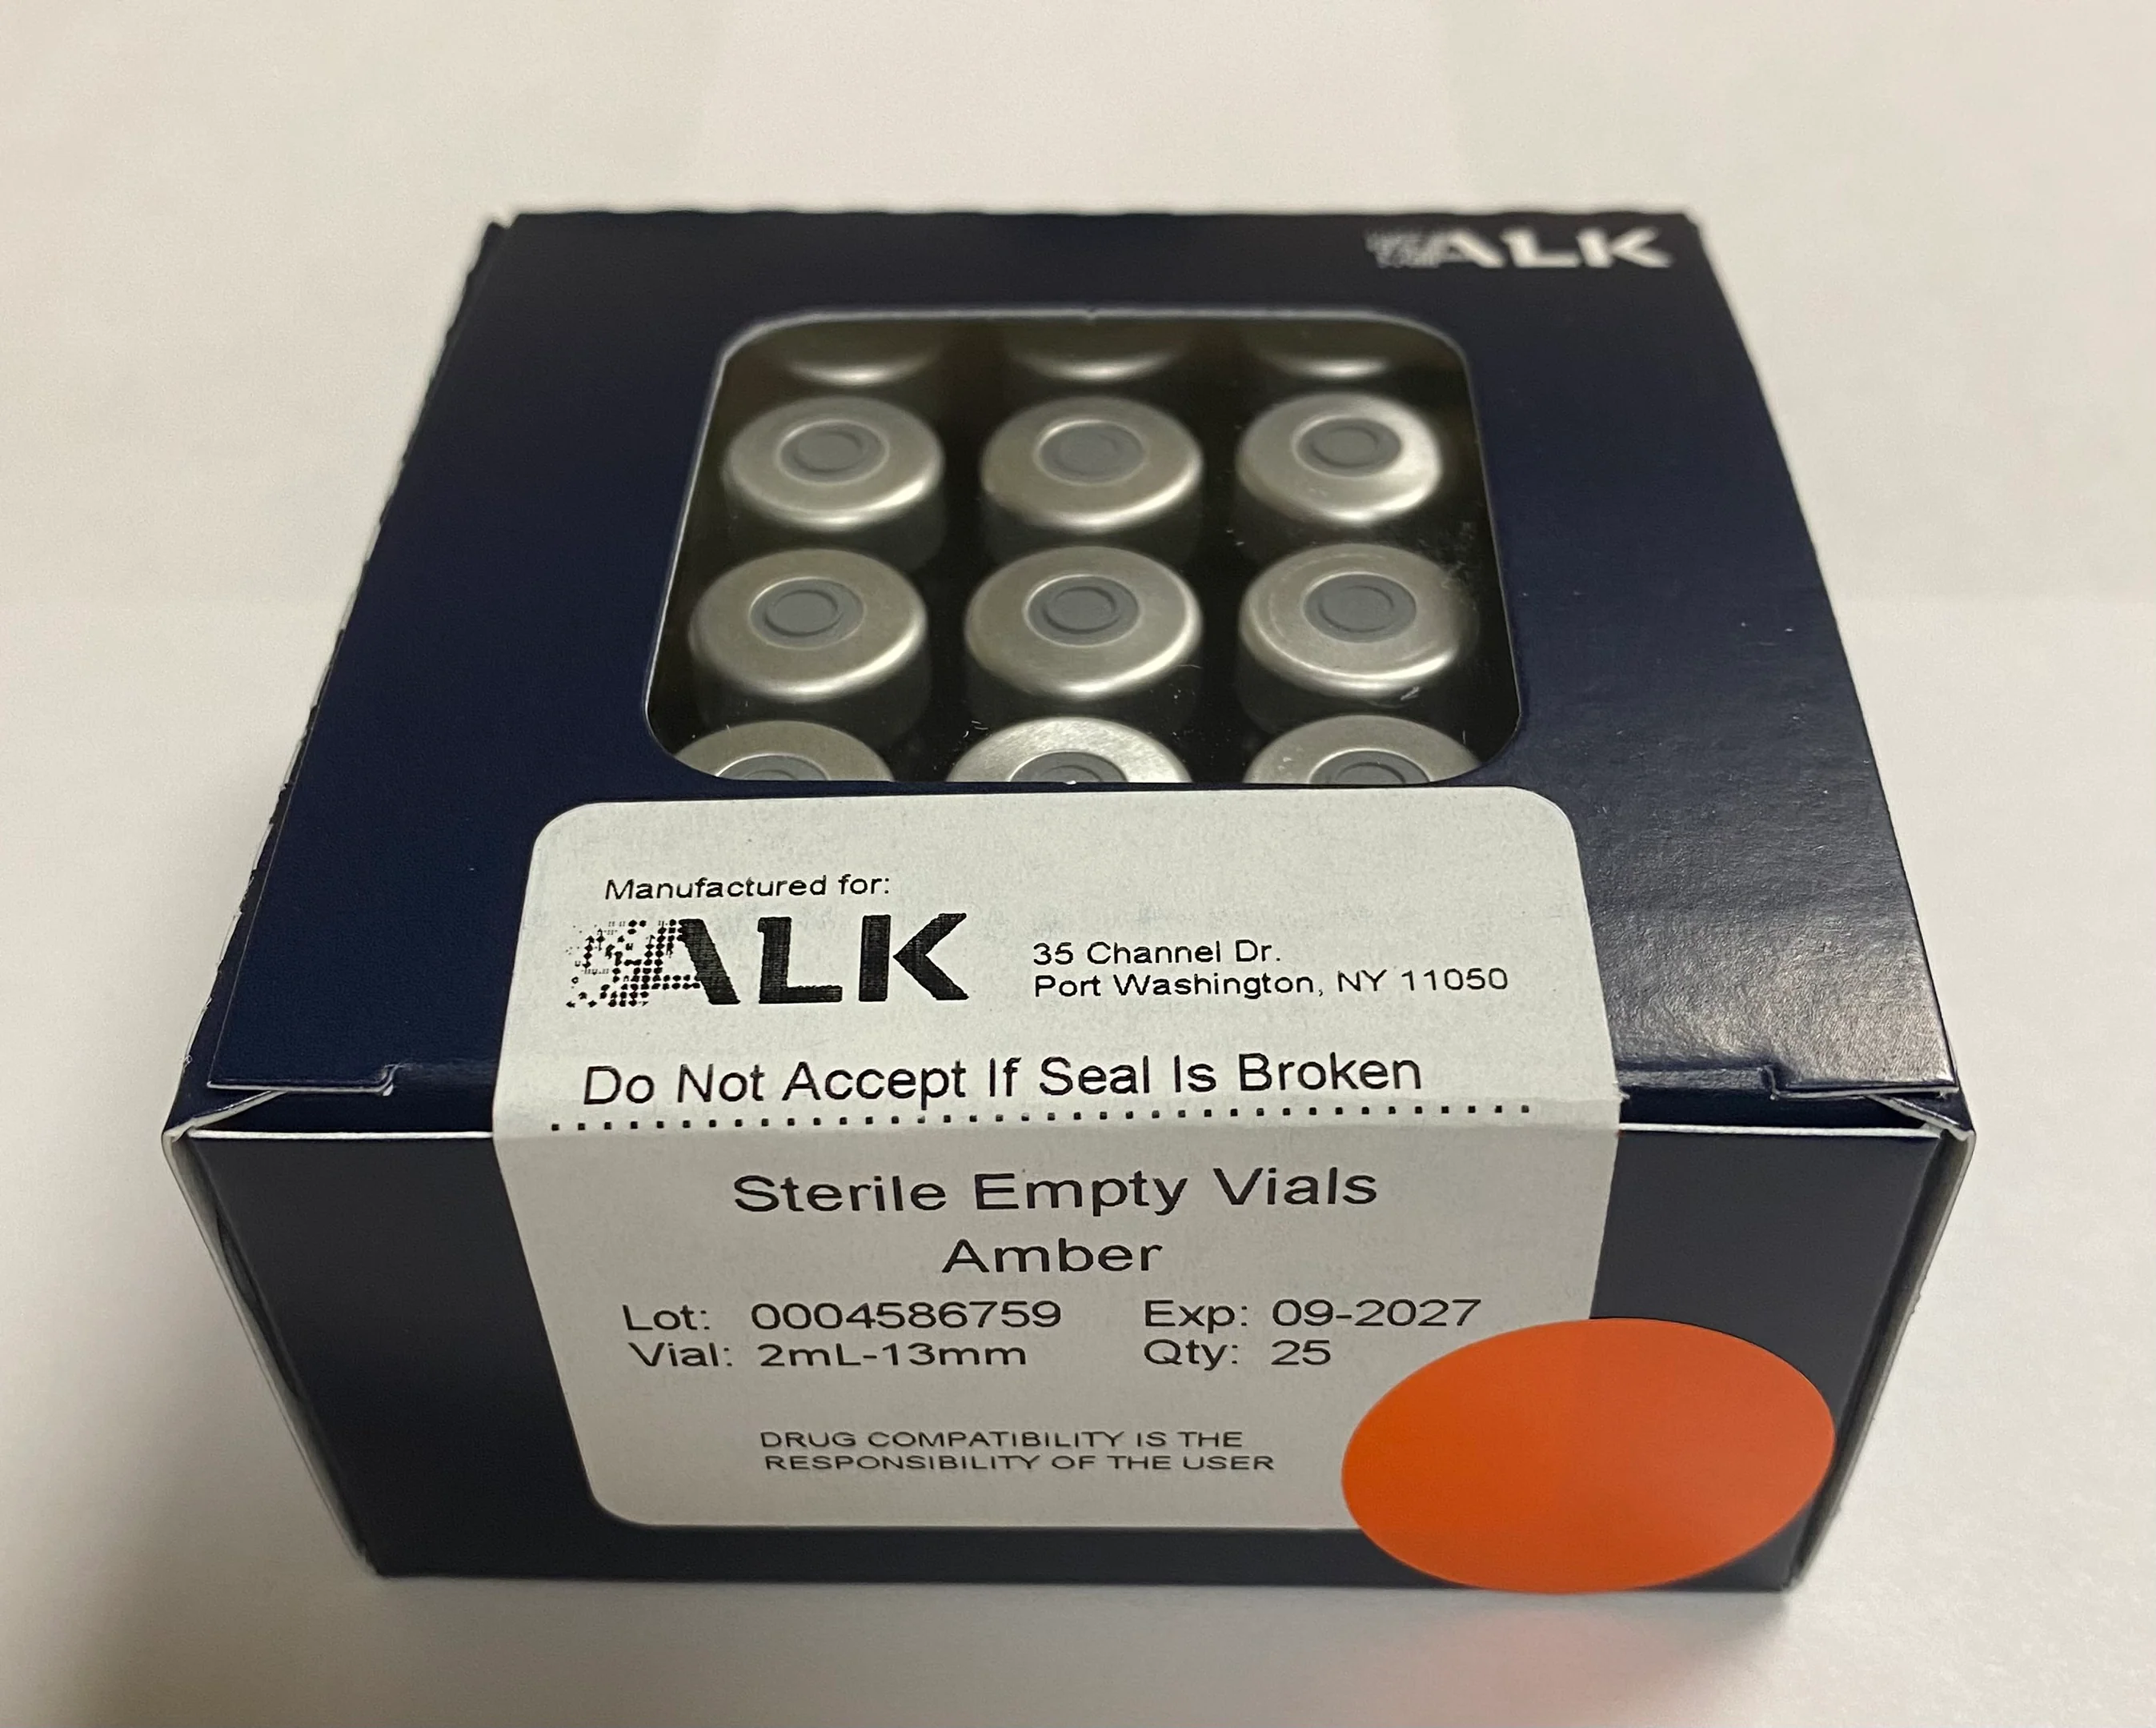 ALK
Manufactured for:
ALK
35 Channel Dr.
Port Washington, NY 11050
Do Not Accept If Seal Is Broken
Sterile Empty Vials
Amber
Lot: 0004586759 Exp: 09-2027
Vial: 2mL-13mm Qty: 25
DRUG COMPATIBILITY IS THE
RESPONSIBILITY OF THE USER